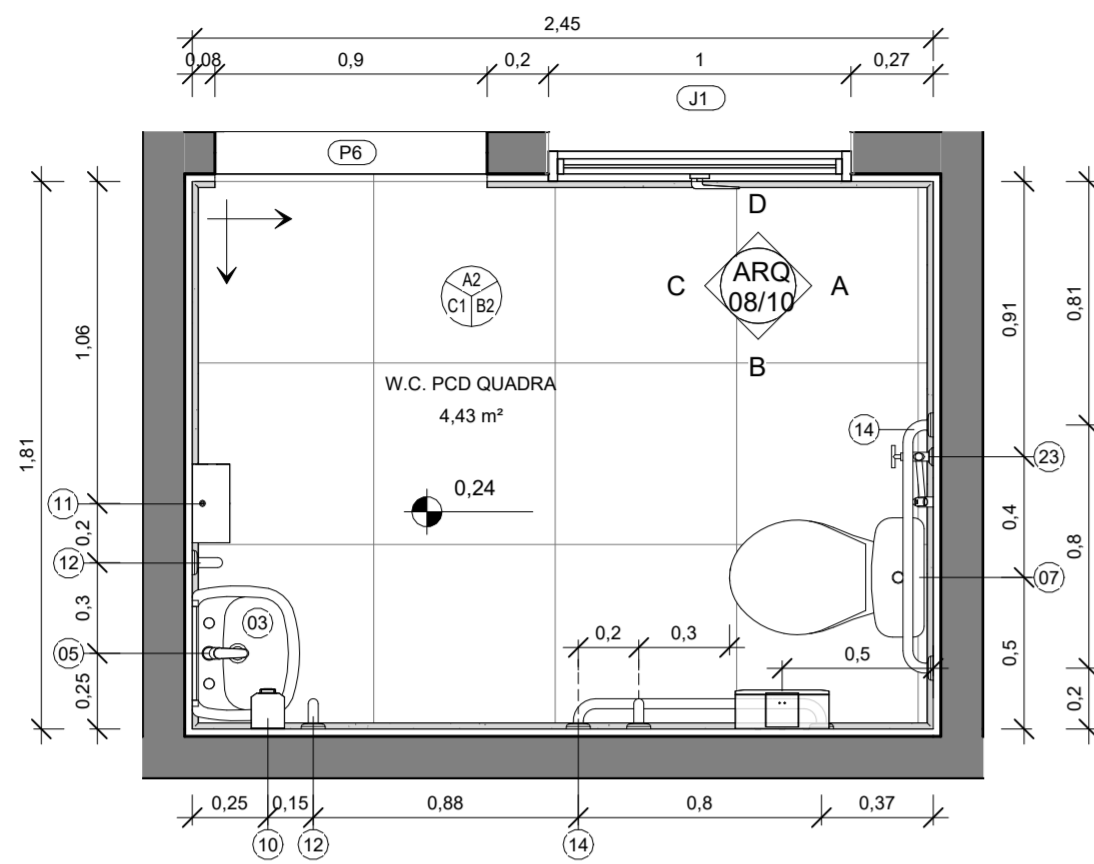 2,45
0,08 0,9 0,2 1 0,27
J1
P6
D
C ARQ A
08/10
B
A2
C1 B2
W.C. PCD QUADRA
4,43 m²
0,24
1,81
1,06
0,2
0,3
0,25
11
12
05
03
14
23
07
0,91
0,4
0,5
0,81
0,8
0,2
0,2 0,3 0,5
0,25 0,15 0,88 0,8 0,37
10 12 14